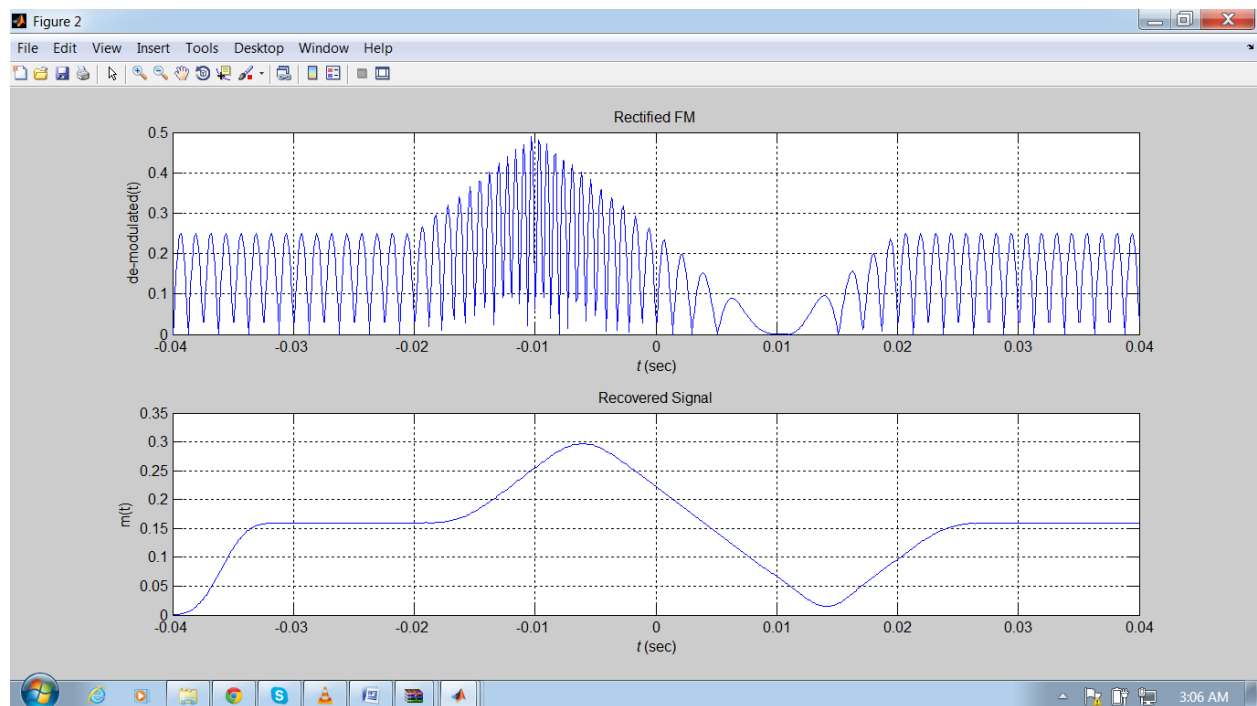 Figure 2
File Edit View Insert Tools Desktop Window Help
Rectified FM
de-modulated(t)
0.5
0.4
0.3
0.2
0.1
0
-0.04 -0.03 -0.02 -0.01 0 0.01 0.02 0.03 0.04
t (sec)
Recovered Signal
m(t)
0.35
0.3
0.25
0.2
0.15
0.1
0.05
0
-0.04 -0.03 -0.02 -0.01 0 0.01 0.02 0.03 0.04
t (sec)
3:06 AM